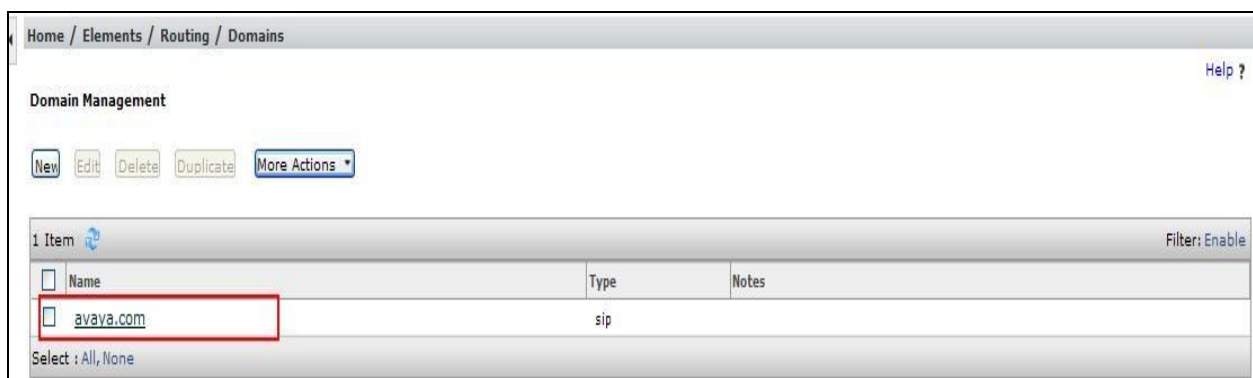 Home / Elements / Routing / Domains
Help ?
Domain Management
New Edit Delete Duplicate More Actions
1 Item Filter: Enable
Name Type Notes
avaya.com sip
Select : All, None